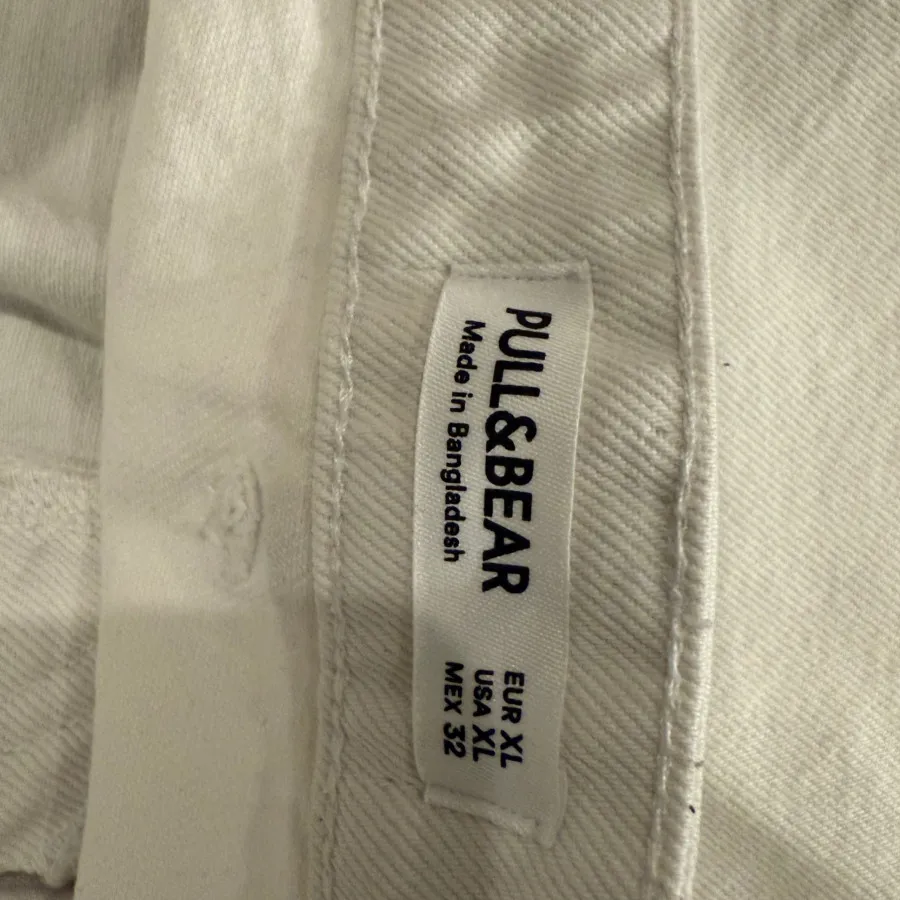 PULL&BEAR
Made in Bangladesh
EUR XL
USA XL
MEX 32